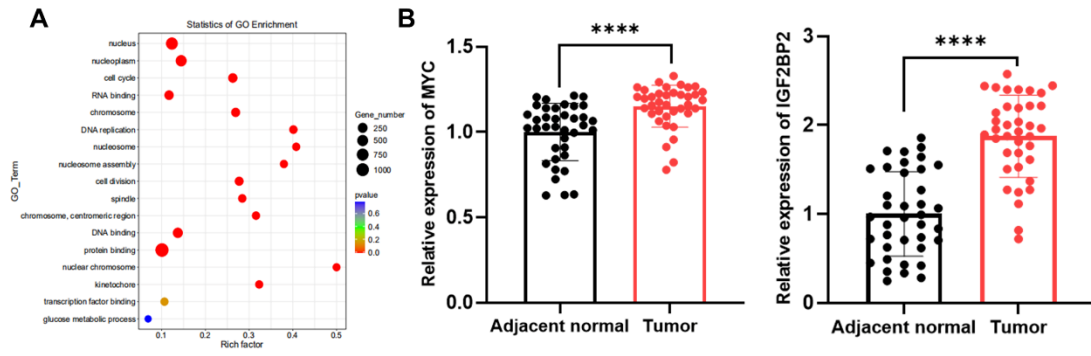 A
Statistics of GO Enrichment
GO_Term
nucleus
nucleoplasm
cell cycle
RNA binding
chromosome
DNA replication
nucleosome
nucleosome assembly
cell division
spindle
chromosome, centromeric region
DNA binding
protein binding
nuclear chromosome
kinetochore
transcription factor binding
glucose metabolic process
0.1 0.2 0.3 0.4 0.5
Rich factor
Gene_number
250
500
750
1000
pvalue
0.6
0.4
0.2
0.0
B
Relative expression of MYC
1.5
1.0
0.5
0.0
****
Adjacent normal Tumor
Relative expression of IGF2BP2
3
2
1
0
****
Adjacent normal Tumor